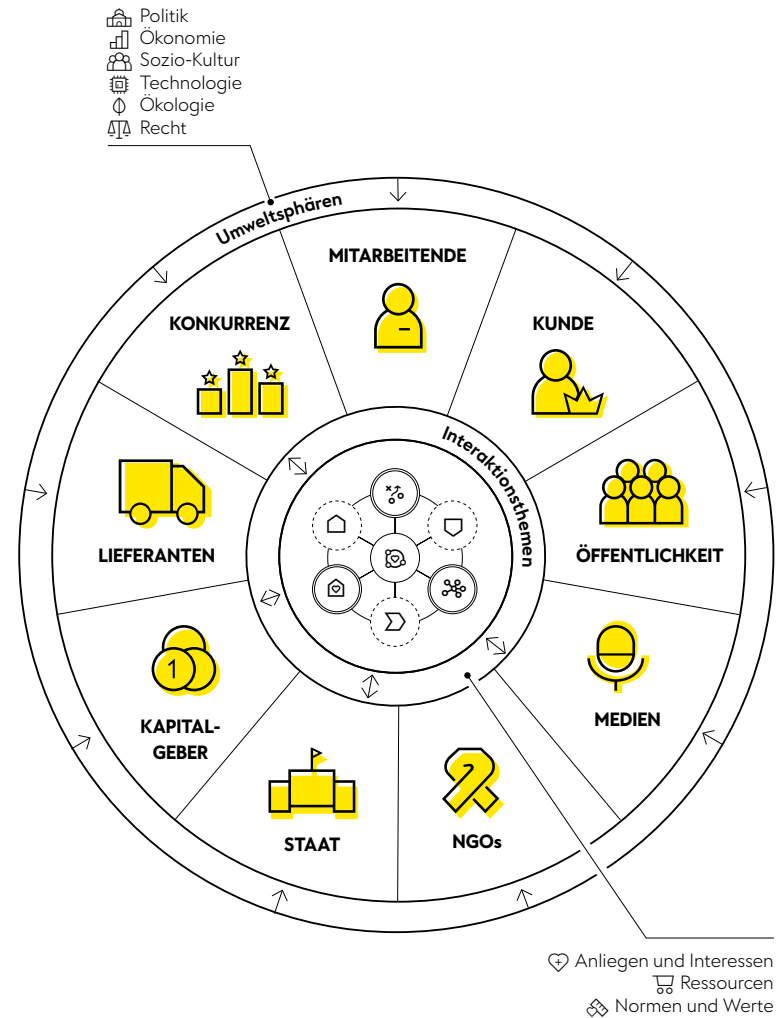 Politik
Ökonomie
Sozio-Kultur
Technologie
Ökologie
Recht
Umweltsphären
MITARBEITENDE
KONKURRENZ
KUNDE
Interaktionsthemen
LIEFERANTEN
ÖFFENTLICHKEIT
1
KAPITAL-
GEBER
MEDIEN
STAAT
NGOs
Anliegen und Interessen
Ressourcen
Normen und Werte